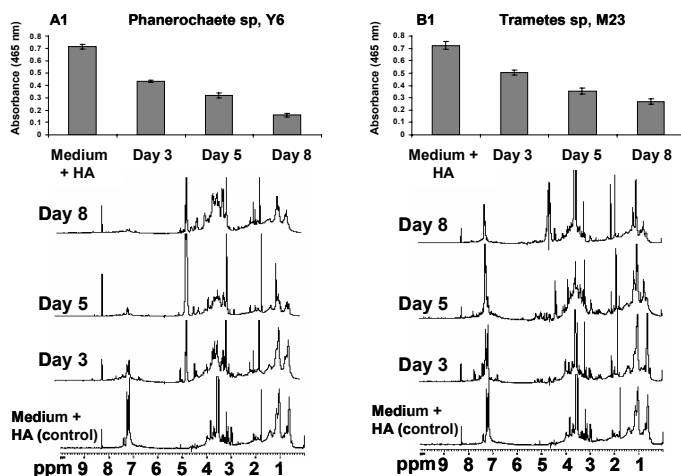 A1 Phanerochaete sp, Y6
Absorbance (465 nm)
0.8
0.7
0.6
0.5
0.4
0.3
0.2
0.1
0
Medium + HA
Day 3
Day 5
Day 8
Day 8
Day 5
Day 3
Medium +
HA (control)
ppm 9 8 7 6 5 4 3 2 1
B1 Trametes sp, M23
Absorbance (465 nm)
0.8
0.7
0.6
0.5
0.4
0.3
0.2
0.1
0
Medium + HA
Day 3
Day 5
Day 8
Day 8
Day 5
Day 3
Medium +
HA (control)
ppm 9 8 7 6 5 4 3 2 1